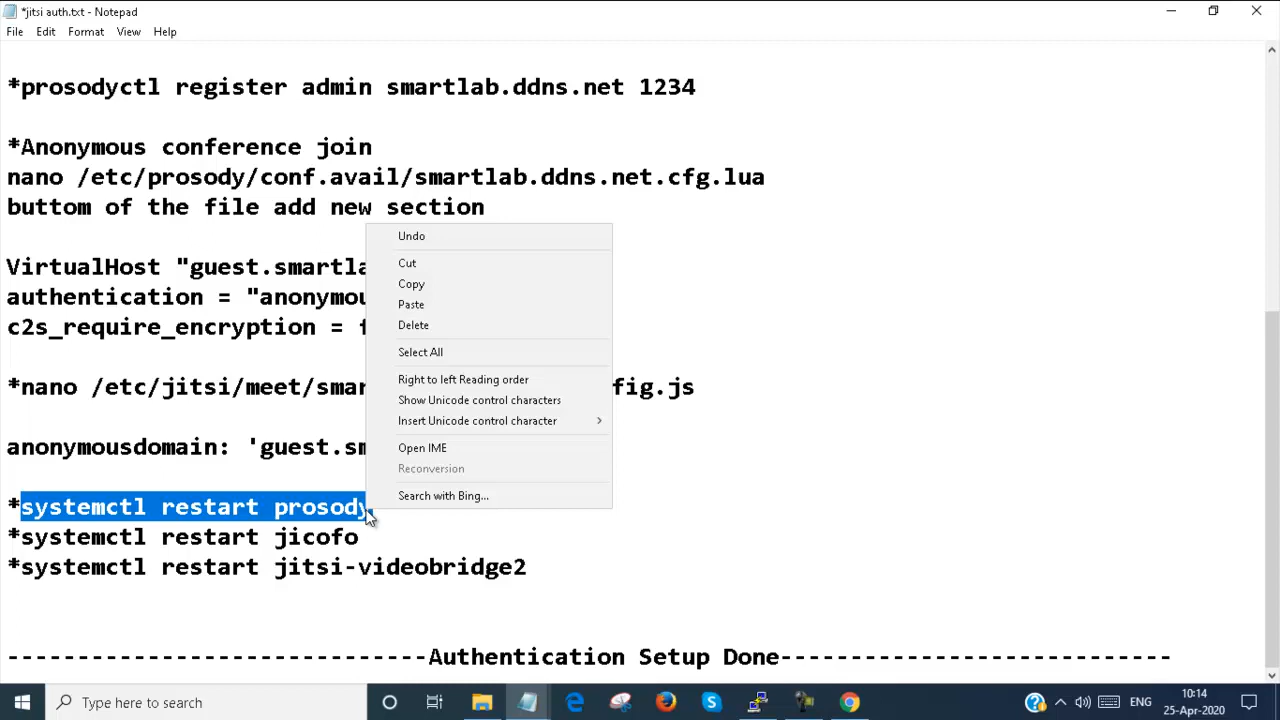 *jitsi auth.txt - Notepad
File Edit Format View Help
*prosodyctl register admin smartlab.ddns.net 1234
*Anonymous conference join
nano /etc/prosody/conf.avail/smartlab.ddns.net.cfg.lua
buttom of the file add new section
VirtualHost "guest.smartla
authentication = "anonymou
c2s_require_encryption = f
*nano /etc/jitsi/meet/smar fig.js
anonymousdomain: 'guest.sm
*systemctl restart prosody
*systemctl restart jicofo
*systemctl restart jitsi-videobridge2
------------------------------Authentication Setup Done----------------------------
Undo
Cut
Copy
Paste
Delete
Select All
Right to left Reading order
Show Unicode control characters
Insert Unicode control character
Open IME
Reconversion
Search with Bing...
Type here to search
ENG
10:14
25-Apr-2020